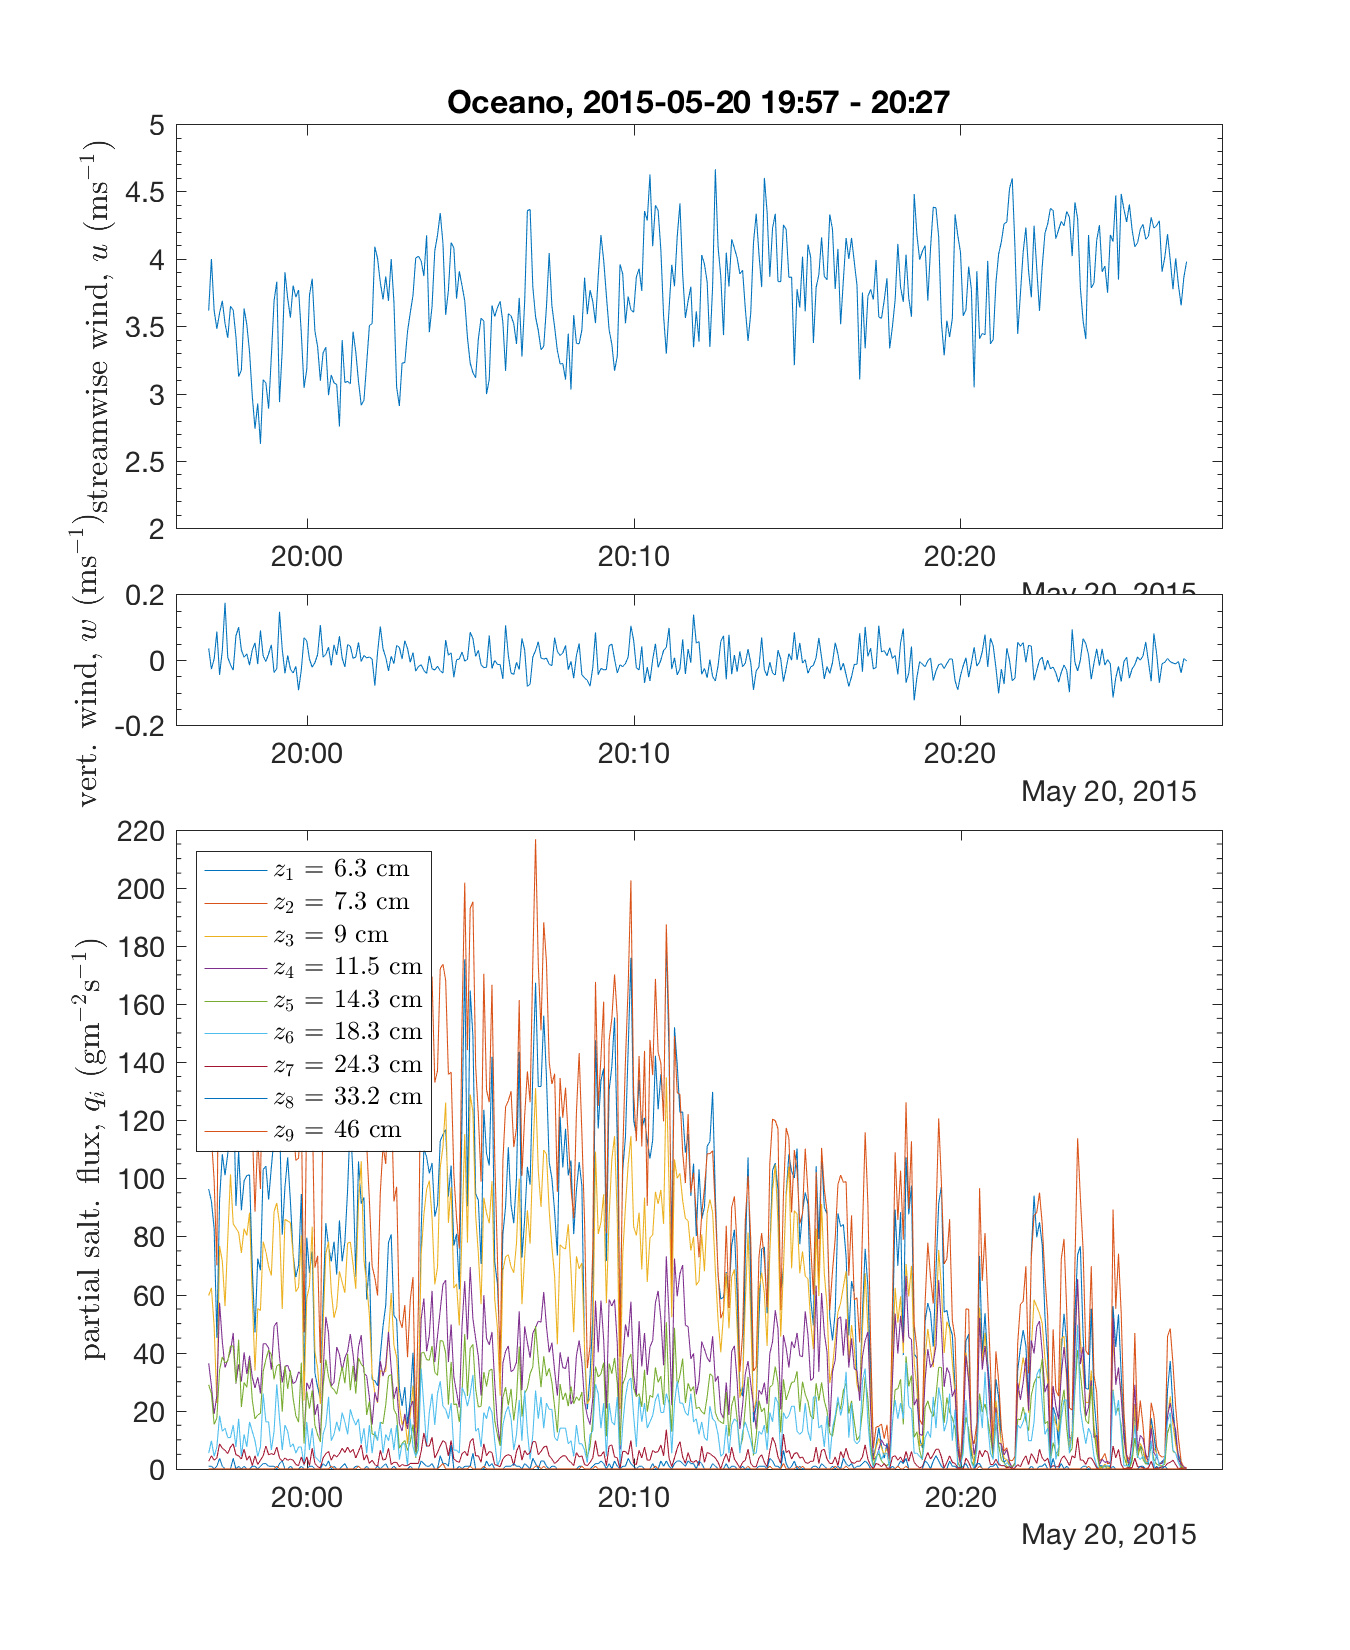 Oceano, 2015-05-20 19:57 - 20:27
streamwise wind, u (ms⁻¹)
5
4.5
4
3.5
3
2.5
2
20:00 20:10 20:20
May 20, 2015
vert. wind, w (ms⁻¹)
0.2
0
-0.2
20:00 20:10 20:20
May 20, 2015
partial salt. flux, qᵢ (gm⁻²s⁻¹)
220
200
180
160
140
120
100
80
60
40
20
0
z₁ = 6.3 cm
z₂ = 7.3 cm
z₃ = 9 cm
z₄ = 11.5 cm
z₅ = 14.3 cm
z₆ = 18.3 cm
z₇ = 24.3 cm
z₈ = 33.2 cm
z₉ = 46 cm
20:00 20:10 20:20
May 20, 2015